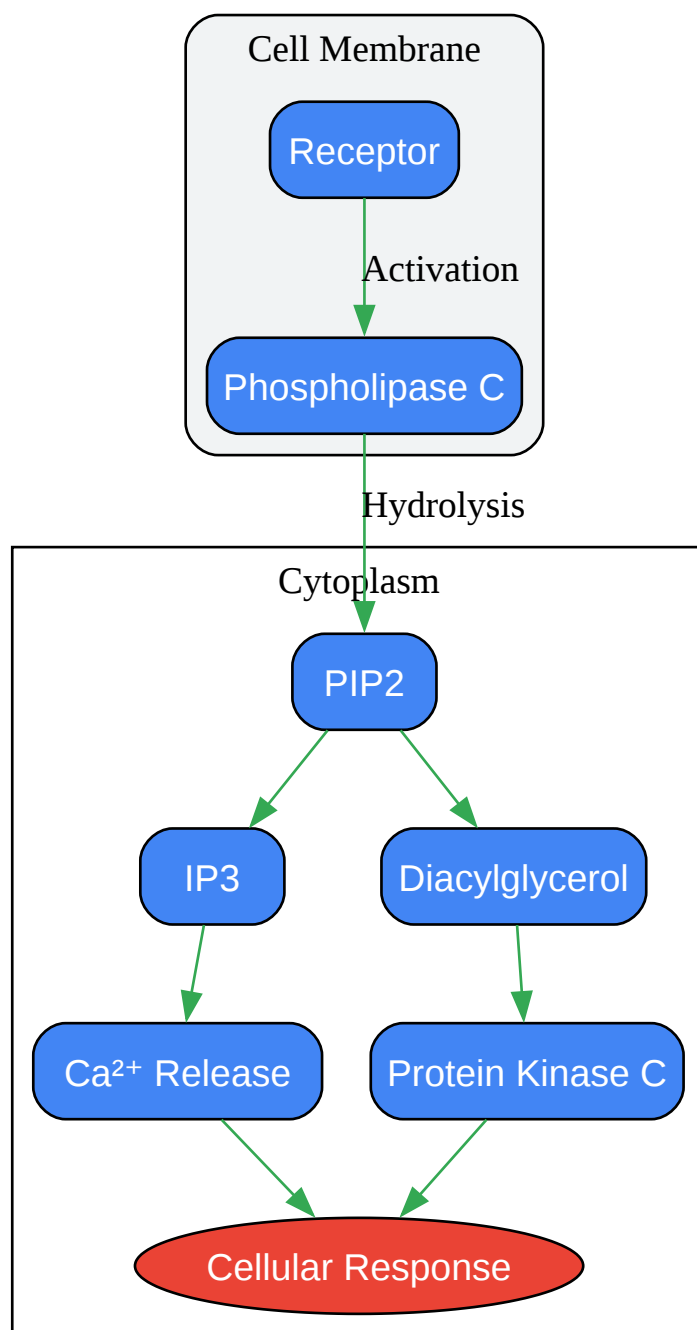 Cell Membrane
Receptor
Activation
Phospholipase C
Hydrolysis
Cytoplasm
PIP2
IP3
Diacylglycerol
Ca²⁺ Release
Protein Kinase C
Cellular Response